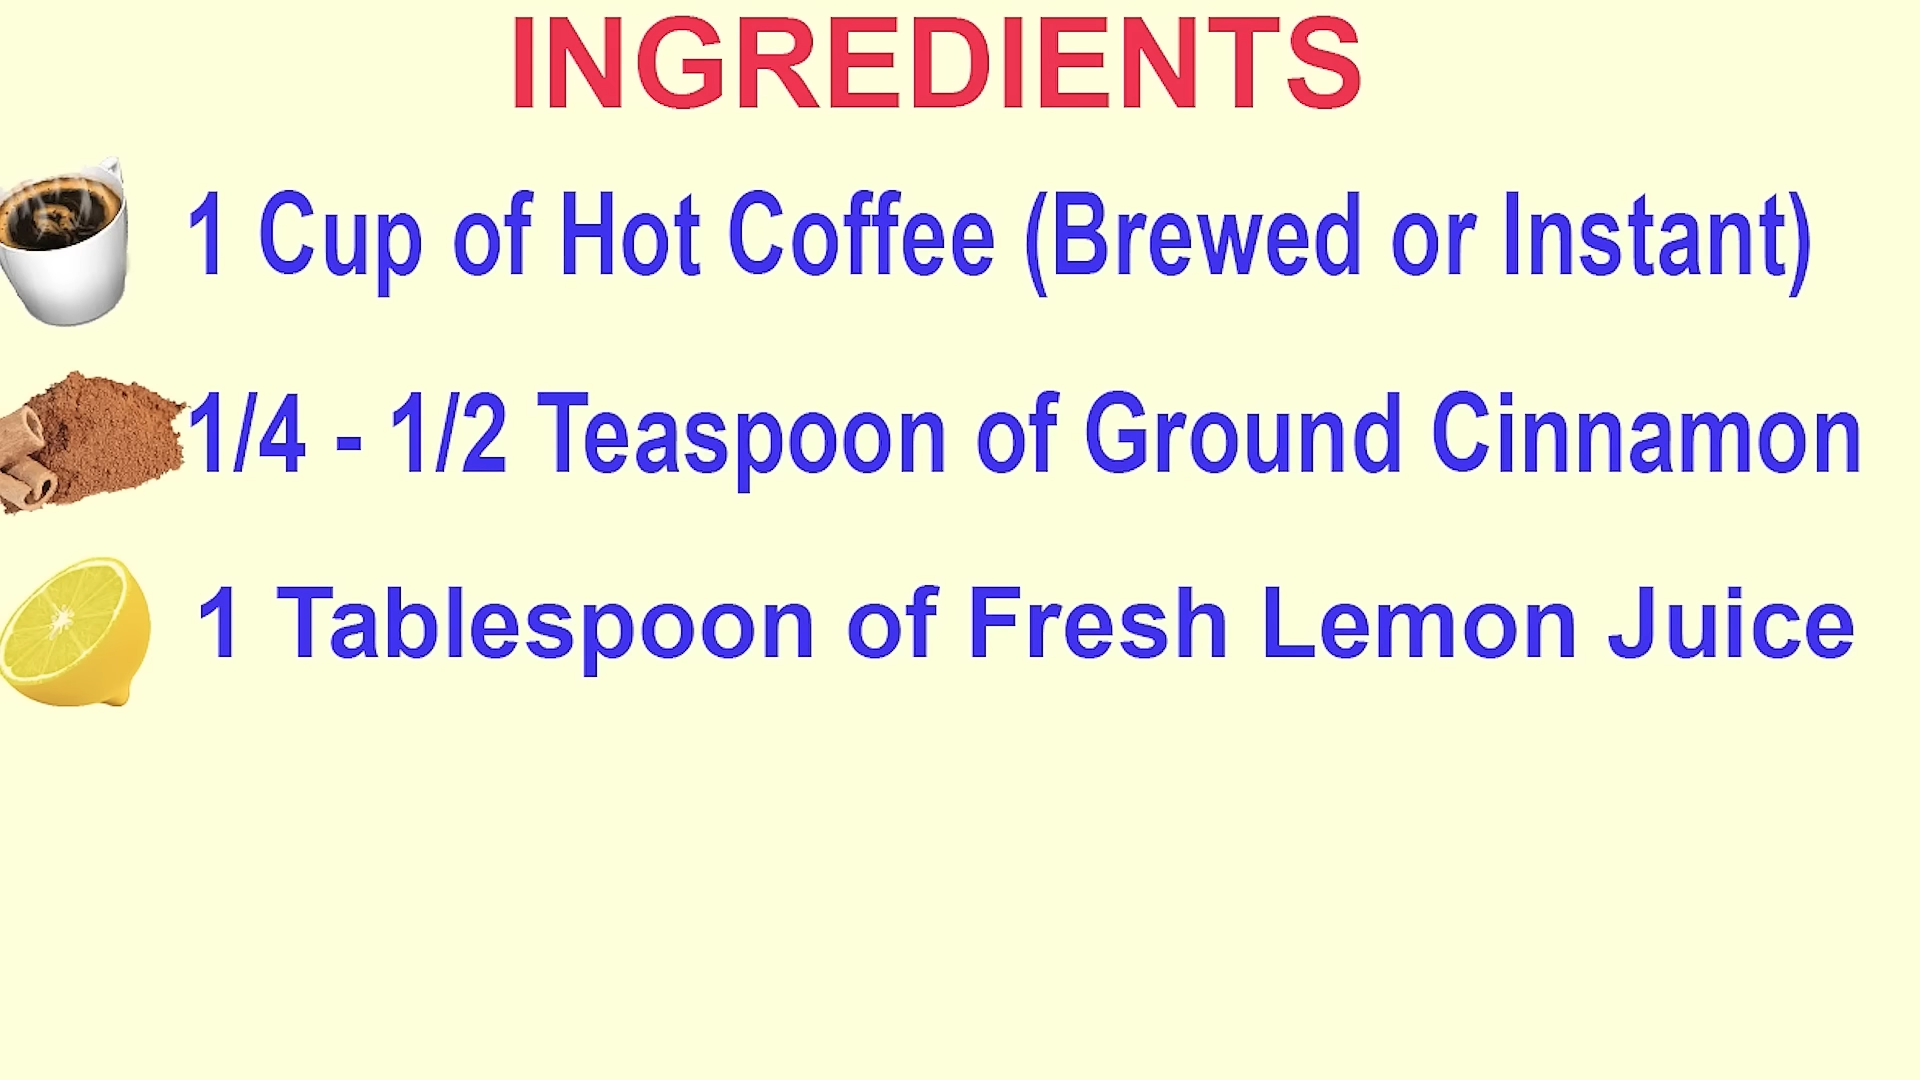 INGREDIENTS
1 Cup of Hot Coffee (Brewed or Instant)
1/4 - 1/2 Teaspoon of Ground Cinnamon
1 Tablespoon of Fresh Lemon Juice